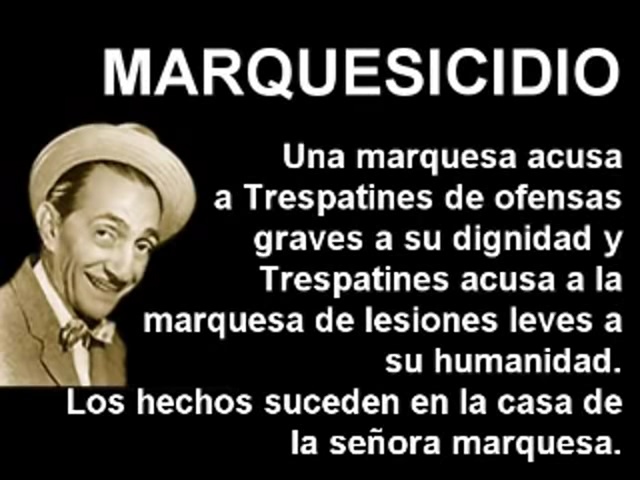 MARQUESICIDIO
Una marquesa acusa
a Trespatines de ofensas
graves a su dignidad y
Trespatines acusa a la
marquesa de lesiones leves a
su humanidad.
Los hechos suceden en la casa de
la señora marquesa.